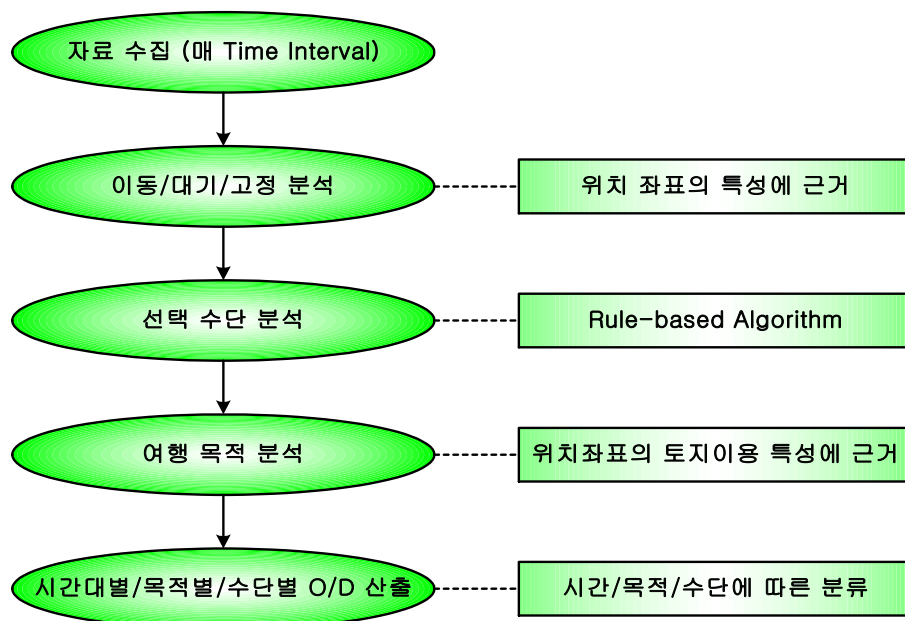 자료 수집 (매 Time Interval)
이동/대기/고정 분석
위치 좌표의 특성에 근거
선택 수단 분석
Rule-based Algorithm
여행 목적 분석
위치좌표의 토지이용 특성에 근거
시간대별/목적별/수단별 O/D 산출
시간/목적/수단에 따른 분류